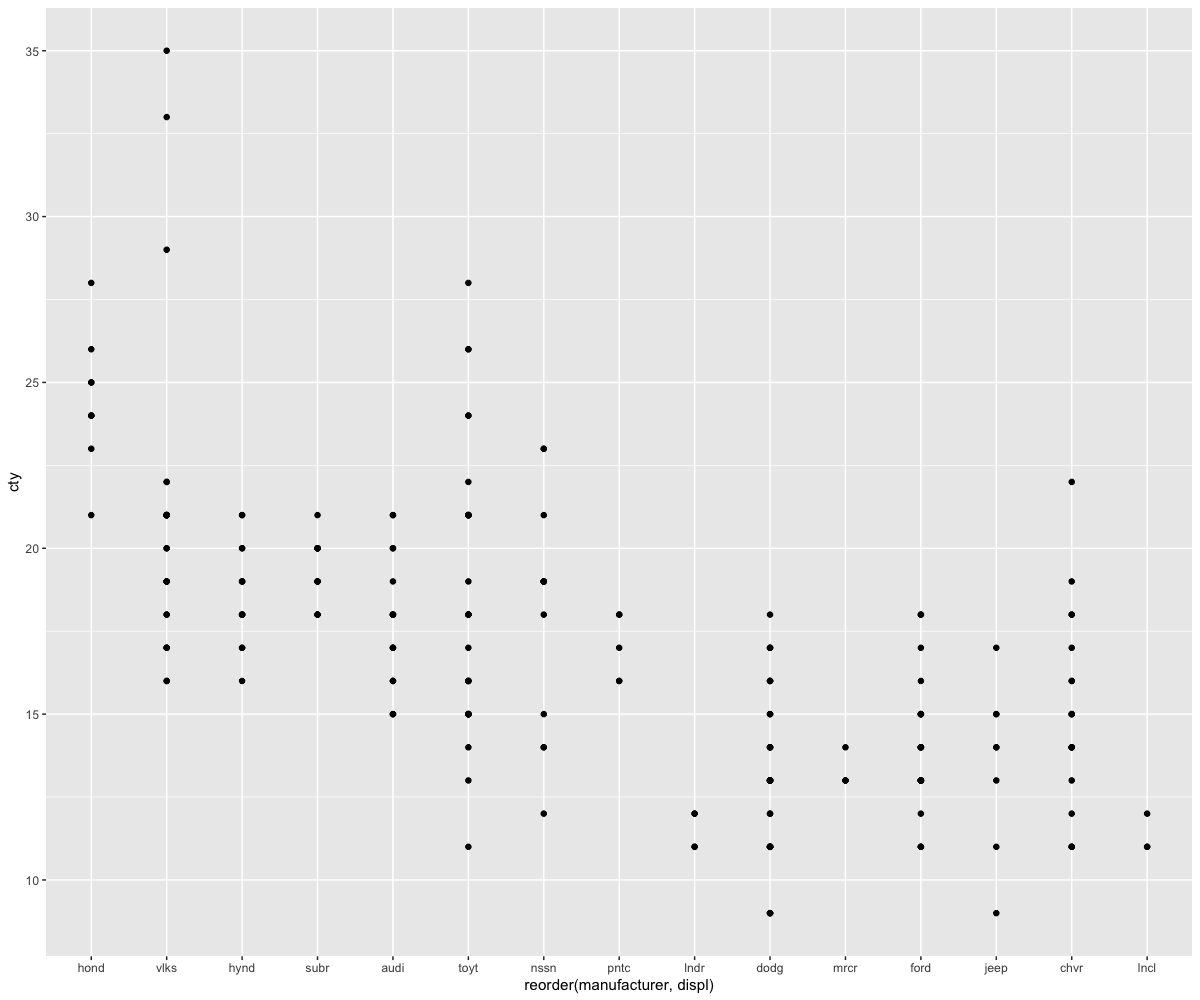 35
30
25
20
15
10
cty
hond vlks hynd subr audi toyt nssn pntc lndr dodg mrcr ford jeep chvr lncl
reorder(manufacturer, displ)